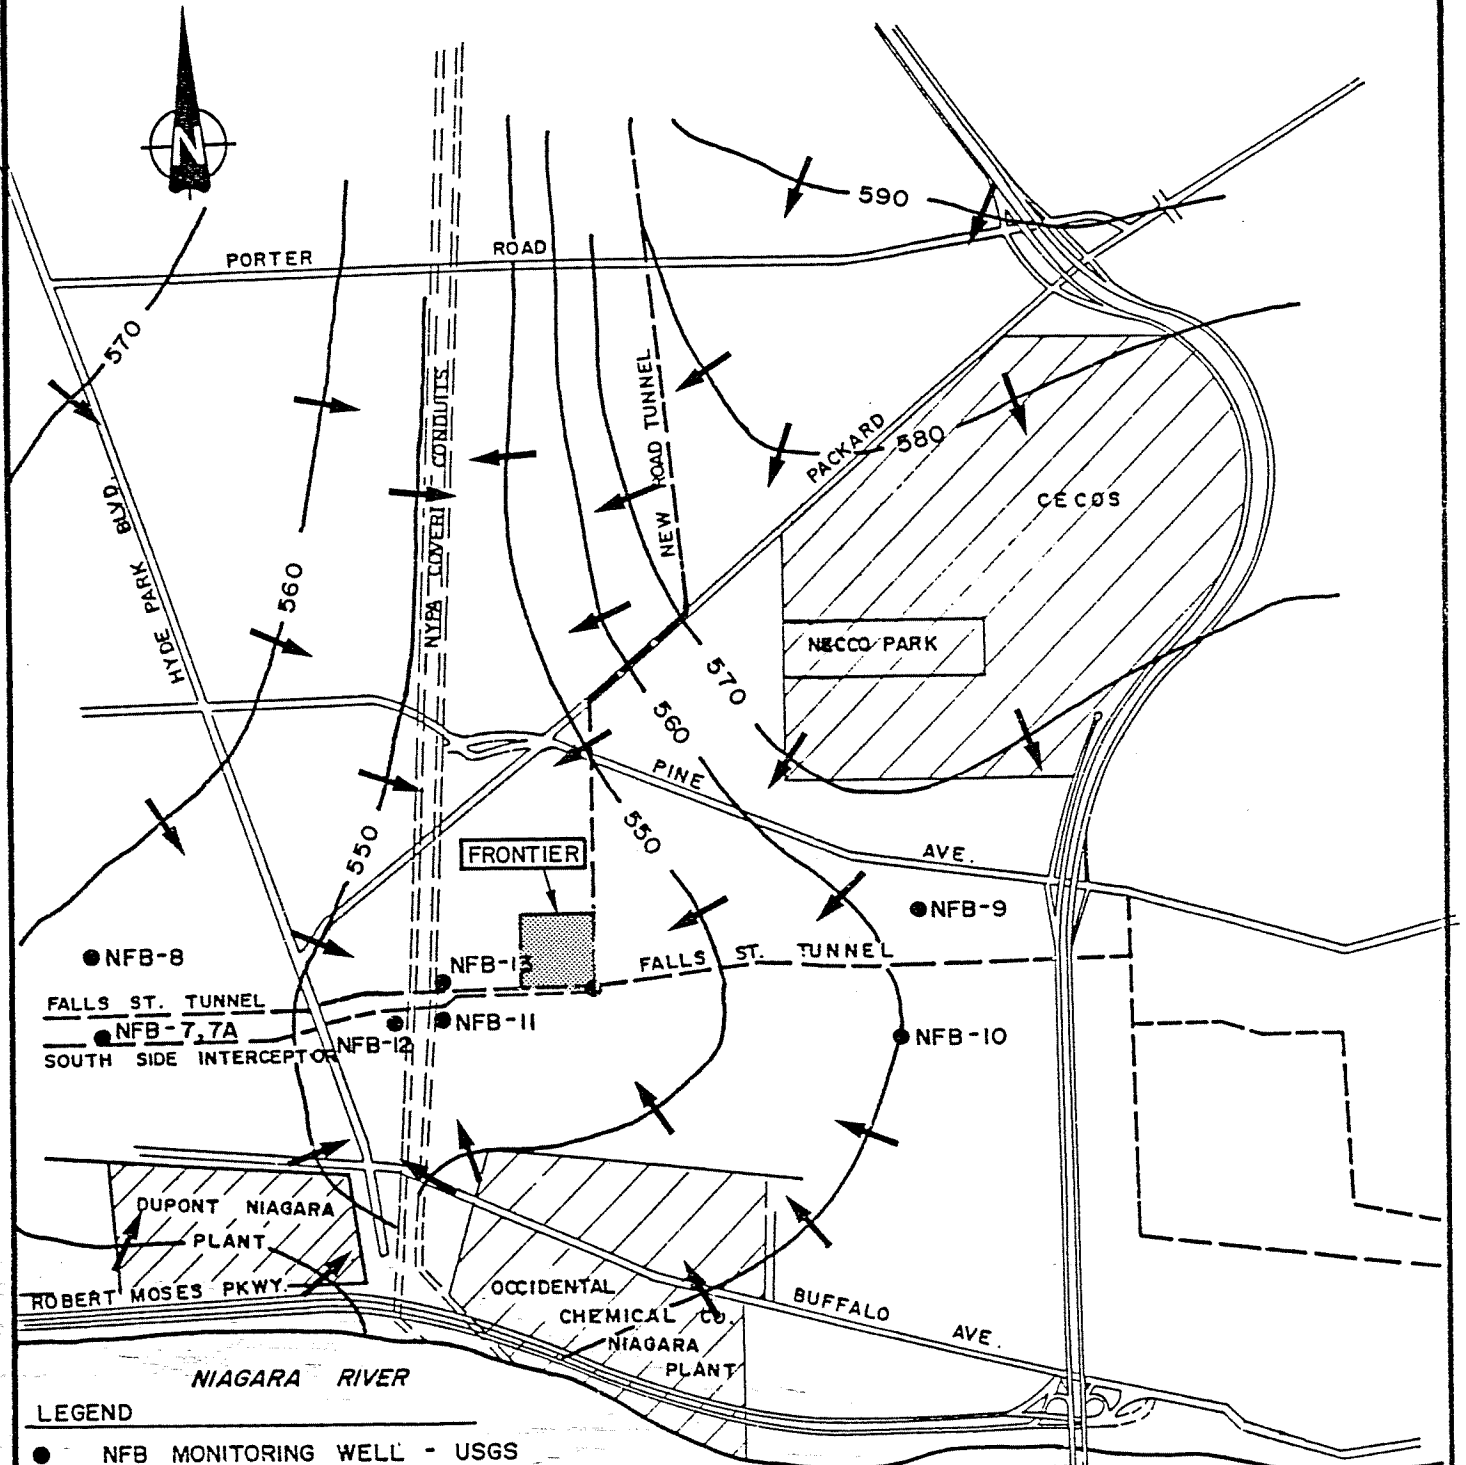 N
590
PORTER ROAD
570
NEW ROAD TUNNEL
NYPA COVERED CONDUITS
PACKARD
580
CECOS
HYDE PARK BLVD.
560
NECCO PARK
570
560
PINE AVE.
550
550
FRONTIER
NFB-9
NFB-8
NFB-13
FALLS ST. TUNNEL
FALLS ST. TUNNEL
NFB-7,7A
NFB-11
NFB-12
NFB-10
SOUTH SIDE INTERCEPTOR
DUPONT NIAGARA
PLANT
ROBERT MOSES PKWY.
OCCIDENTAL
CHEMICAL CO.
NIAGARA
PLANT
BUFFALO AVE.
NIAGARA RIVER
LEGEND
NFB MONITORING WELL - USGS